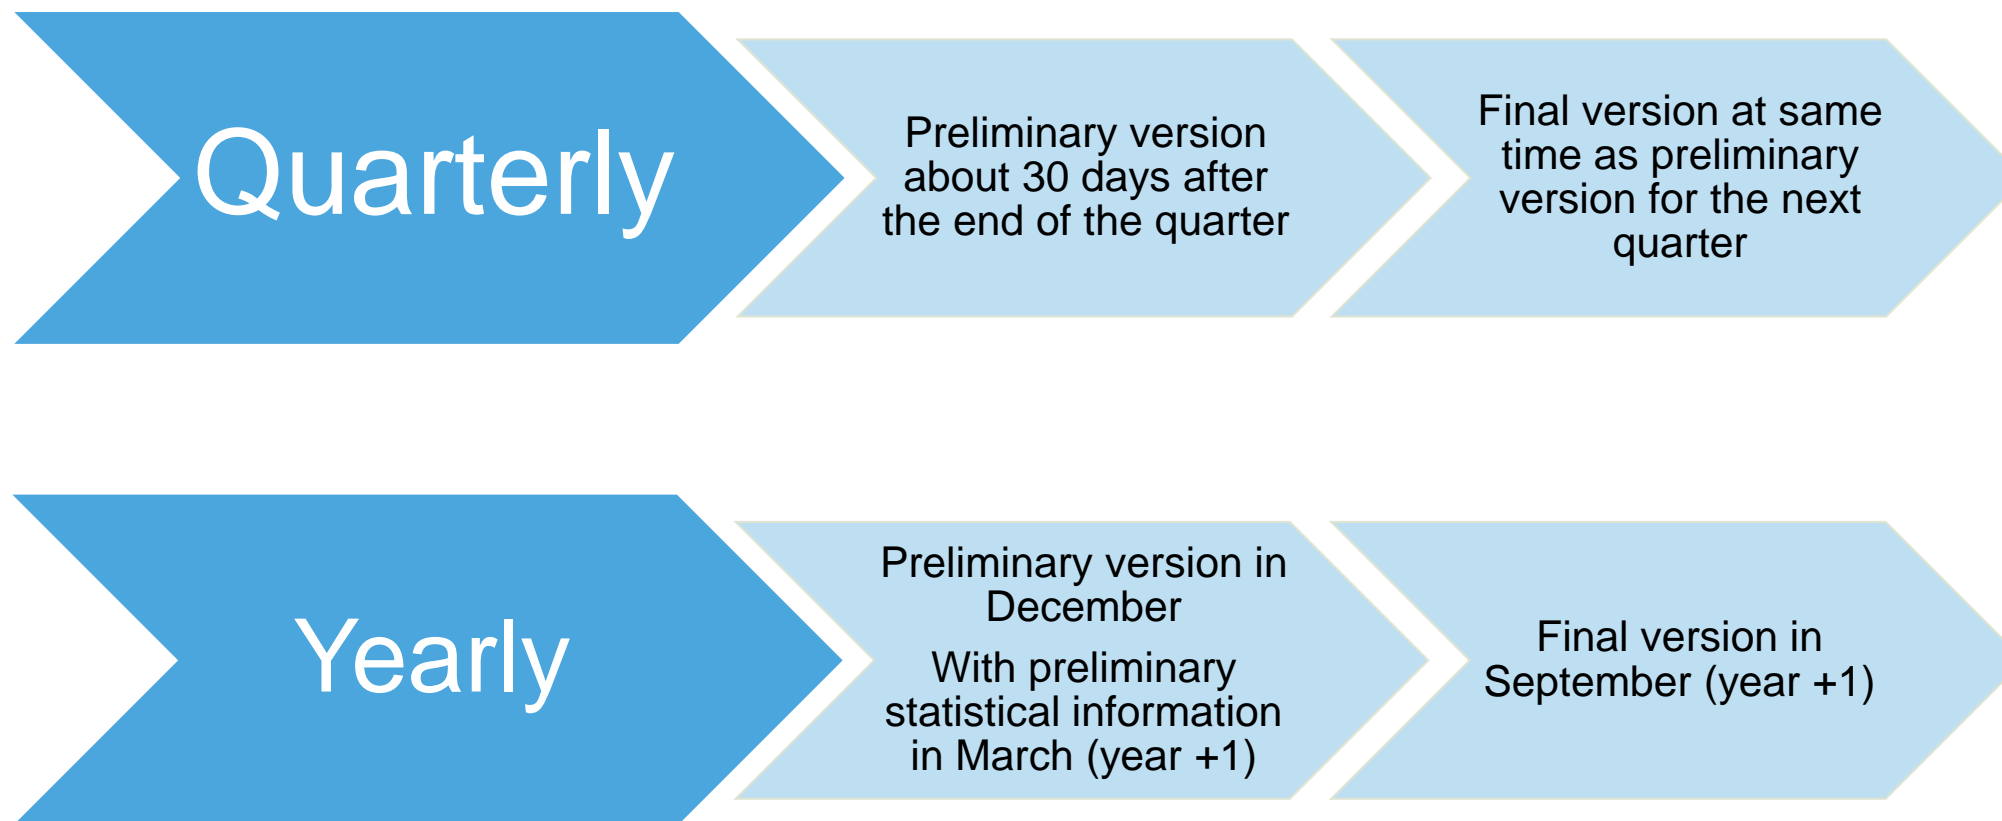 Quarterly
Preliminary version
about 30 days after
the end of the quarter
Final version at same
time as preliminary
version for the next
quarter
Yearly
Preliminary version in
December
With preliminary
statistical information
in March (year +1)
Final version in
September (year +1)